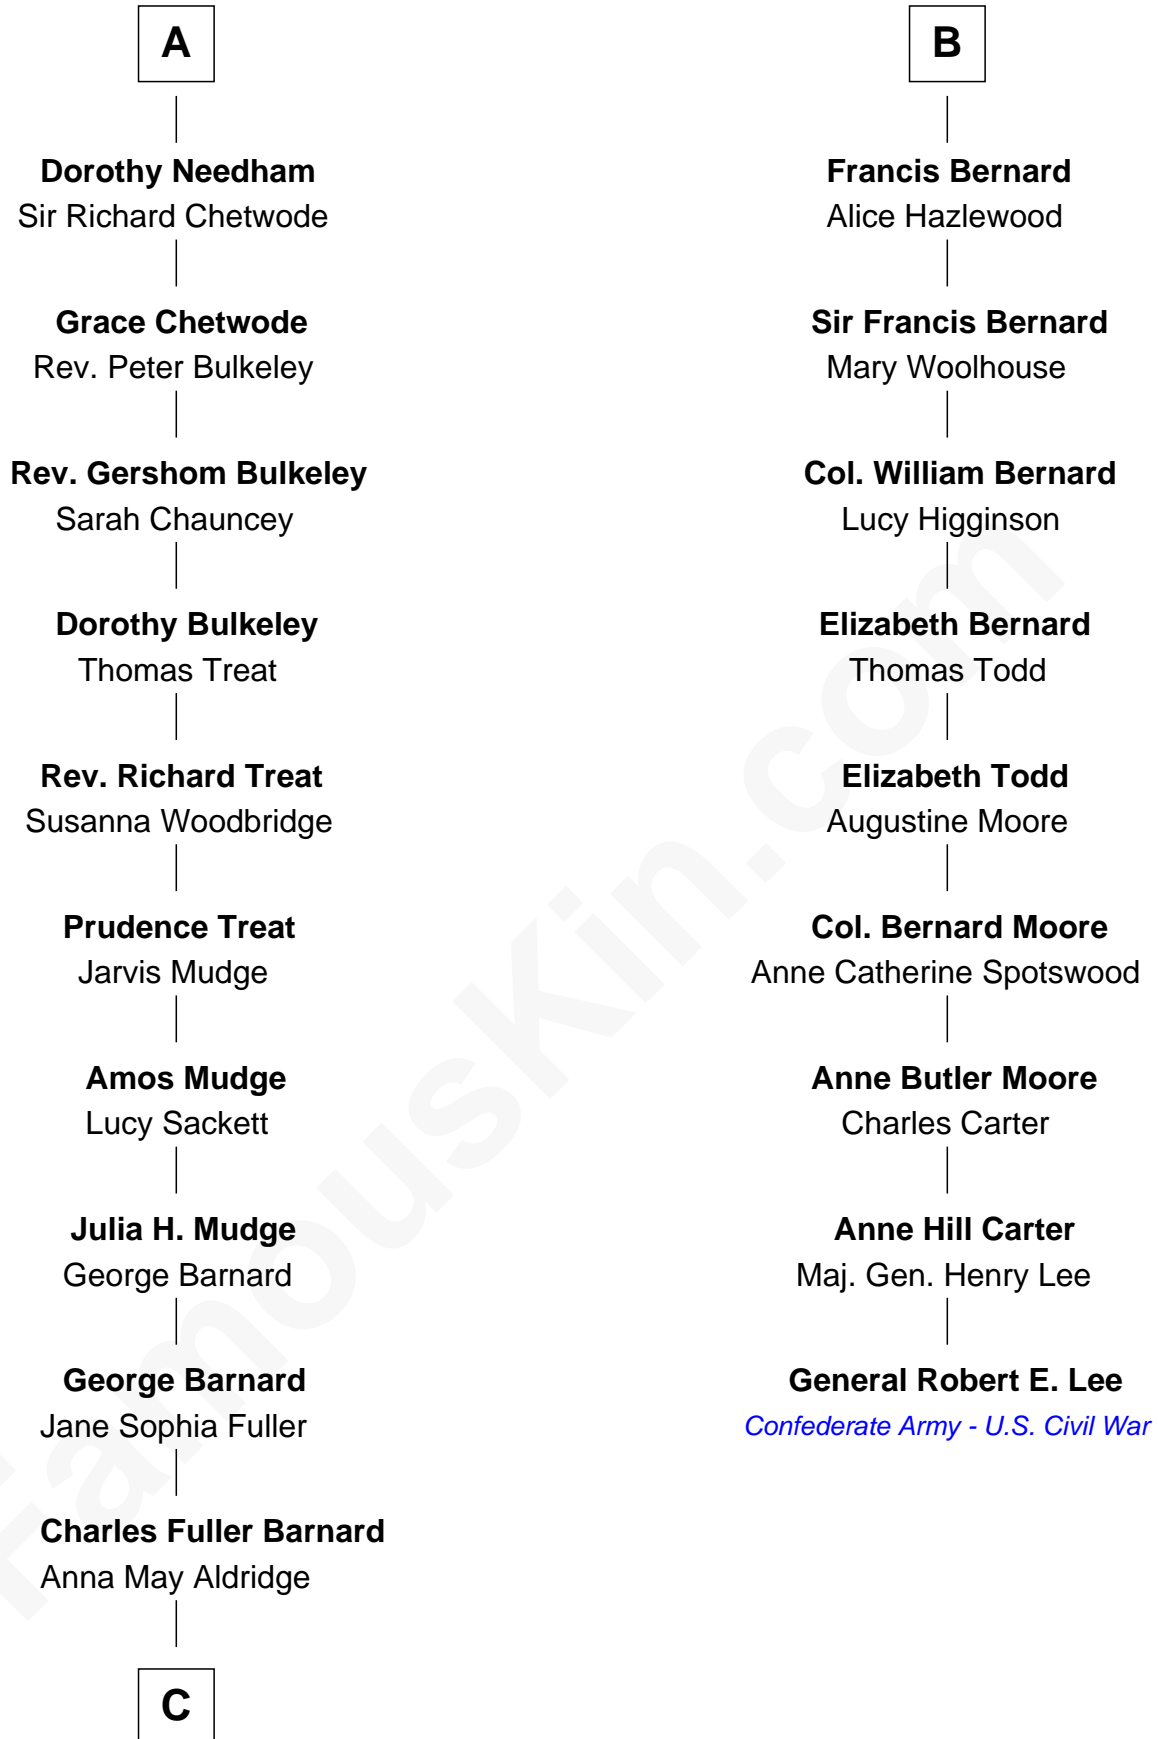 A
Dorothy Needham
Sir Richard Chetwode
Grace Chetwode
Rev. Peter Bulkeley
Rev. Gershom Bulkeley
Sarah Chauncey
Dorothy Bulkeley
Thomas Treat
Rev. Richard Treat
Susanna Woodbridge
Prudence Treat
Jarvis Mudge
Amos Mudge
Lucy Sackett
Julia H. Mudge
George Barnard
George Barnard
Jane Sophia Fuller
Charles Fuller Barnard
Anna May Aldridge
C
B
Francis Bernard
Alice Hazlewood
Sir Francis Bernard
Mary Woolhouse
Col. William Bernard
Lucy Higginson
Elizabeth Bernard
Thomas Todd
Elizabeth Todd
Augustine Moore
Col. Bernard Moore
Anne Catherine Spotswood
Anne Butler Moore
Charles Carter
Anne Hill Carter
Maj. Gen. Henry Lee
General Robert E. Lee
Confederate Army - U.S. Civil War
FamousKin.com